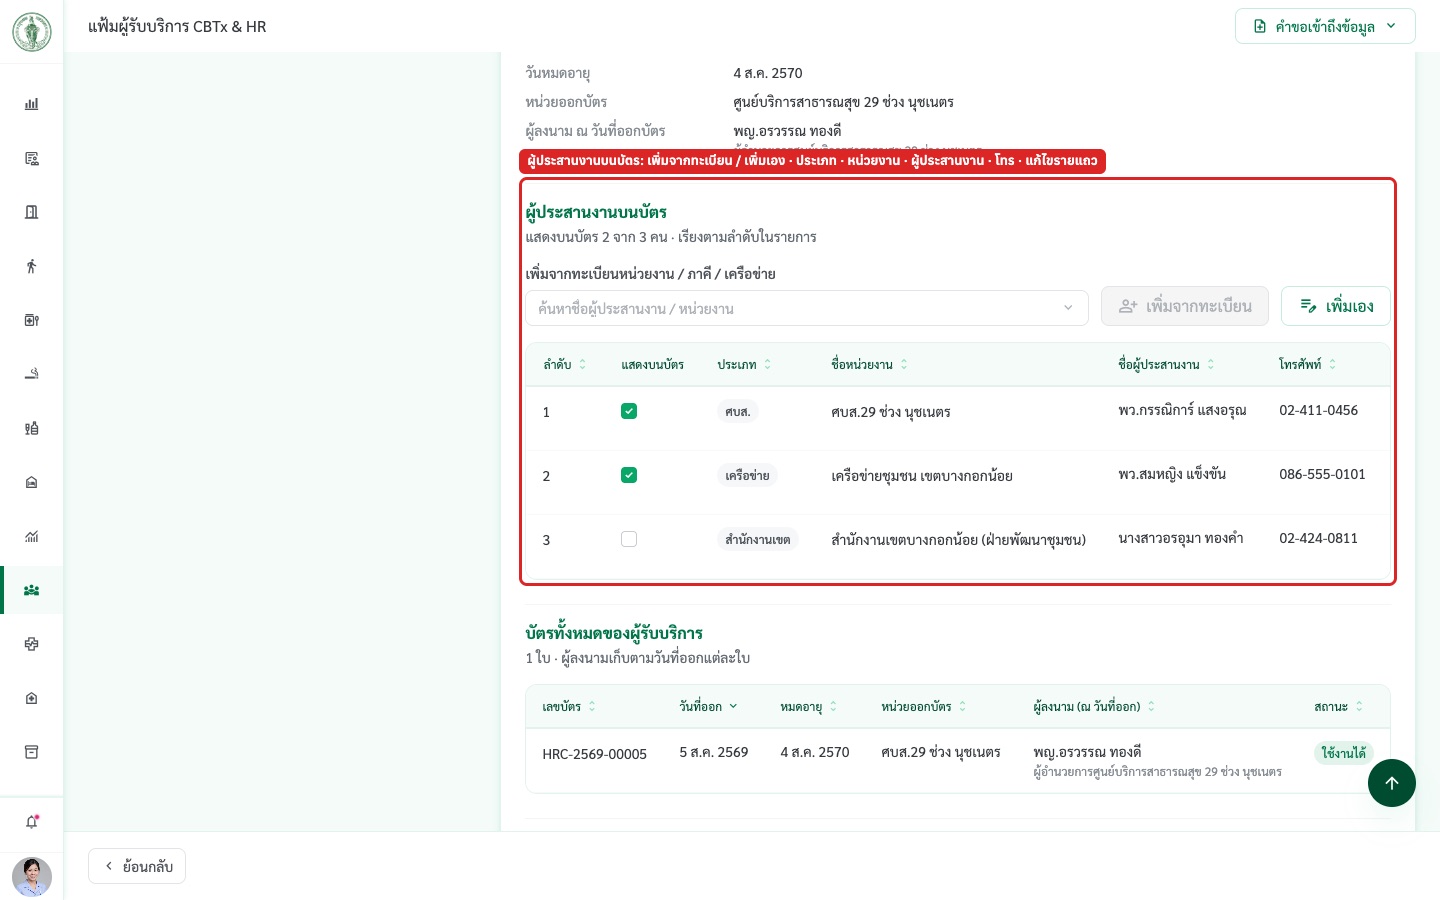 แฟ้มผู้รับบริการ CBTx & HR
คำขอเข้าถึงข้อมูล
วันหมดอายุ 4 ส.ค. 2570
หน่วยออกบัตร ศูนย์บริการสาธารณสุข 29 ช่วง นุชเนตร
ผู้ลงนาม ณ วันที่ออกบัตร พญ.อรวรรณ ทองดี
ผู้ประสานงานบนบัตร: เพิ่มจากทะเบียน / เพิ่มเอง · ประเภท · หน่วยงาน · ผู้ประสานงาน · โทร · แก้ไขรายแถว
ผู้ประสานงานบนบัตร
แสดงบนบัตร 2 จาก 3 คน · เรียงตามลำดับในรายการ
เพิ่มจากทะเบียนหน่วยงาน / ภาคี / เครือข่าย
ค้นหาชื่อผู้ประสานงาน / หน่วยงาน เพิ่มจากทะเบียน เพิ่มเอง
ลำดับ แสดงบนบัตร ประเภท ชื่อหน่วยงาน ชื่อผู้ประสานงาน โทรศัพท์
1 ศบส. ศบส.29 ช่วง นุชเนตร พว.กรรณิการ์ แสงอรุณ 02-411-0456
2 เครือข่าย เครือข่ายชุมชน เขตบางกอกน้อย พว.สมหญิง แข็งขัน 086-555-0101
3 สำนักงานเขต สำนักงานเขตบางกอกน้อย (ฝ่ายพัฒนาชุมชน) นางสาวอรอุมา ทองคำ 02-424-0811
บัตรทั้งหมดของผู้รับบริการ
1 ใบ · ผู้ลงนามเก็บตามวันที่ออกแต่ละใบ
เลขบัตร วันที่ออก หมดอายุ หน่วยออกบัตร ผู้ลงนาม (ณ วันที่ออก) สถานะ
HRC-2569-00005 5 ส.ค. 2569 4 ส.ค. 2570 ศบส.29 ช่วง นุชเนตร พญ.อรวรรณ ทองดี ใช้งานได้
ผู้อำนวยการศูนย์บริการสาธารณสุข 29 ช่วง นุชเนตร
ย้อนกลับ